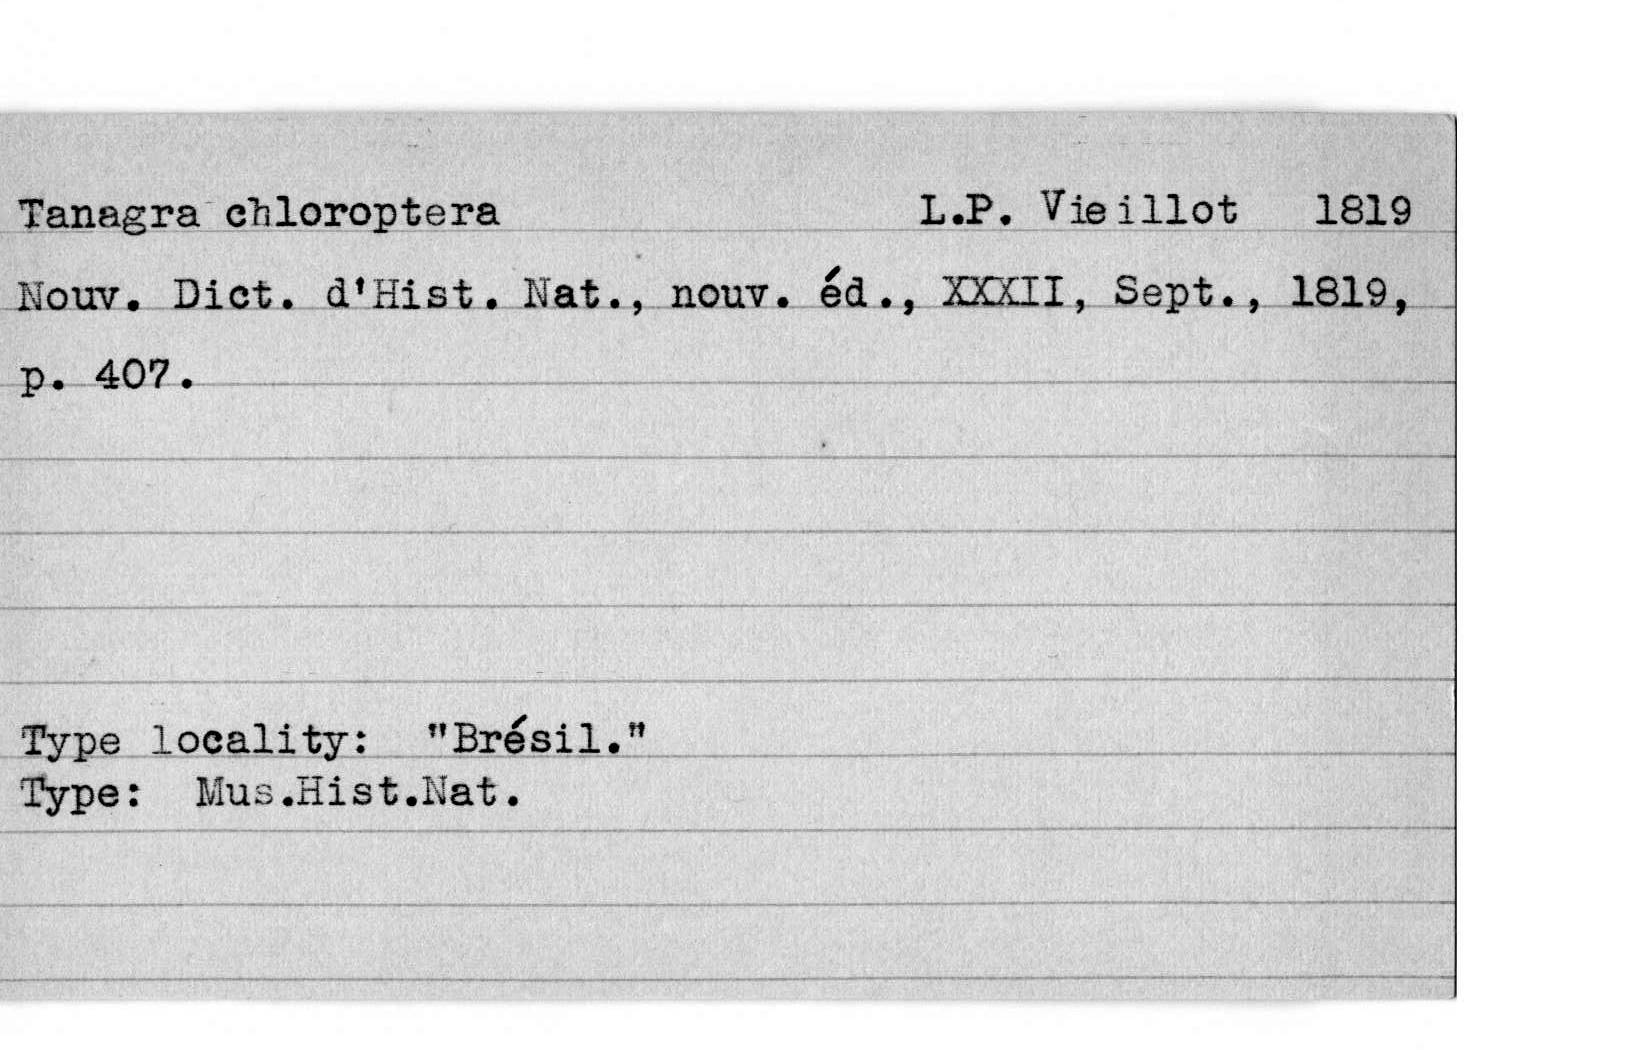 Tanagra chloroptera L.P. Vieillot 1819
Nouv. Dict. d'Hist. Nat., nouv. éd., XXXII, Sept., 1819,
p. 407.
Type locality: "Brésil."
Type: Mus.Hist.Nat.